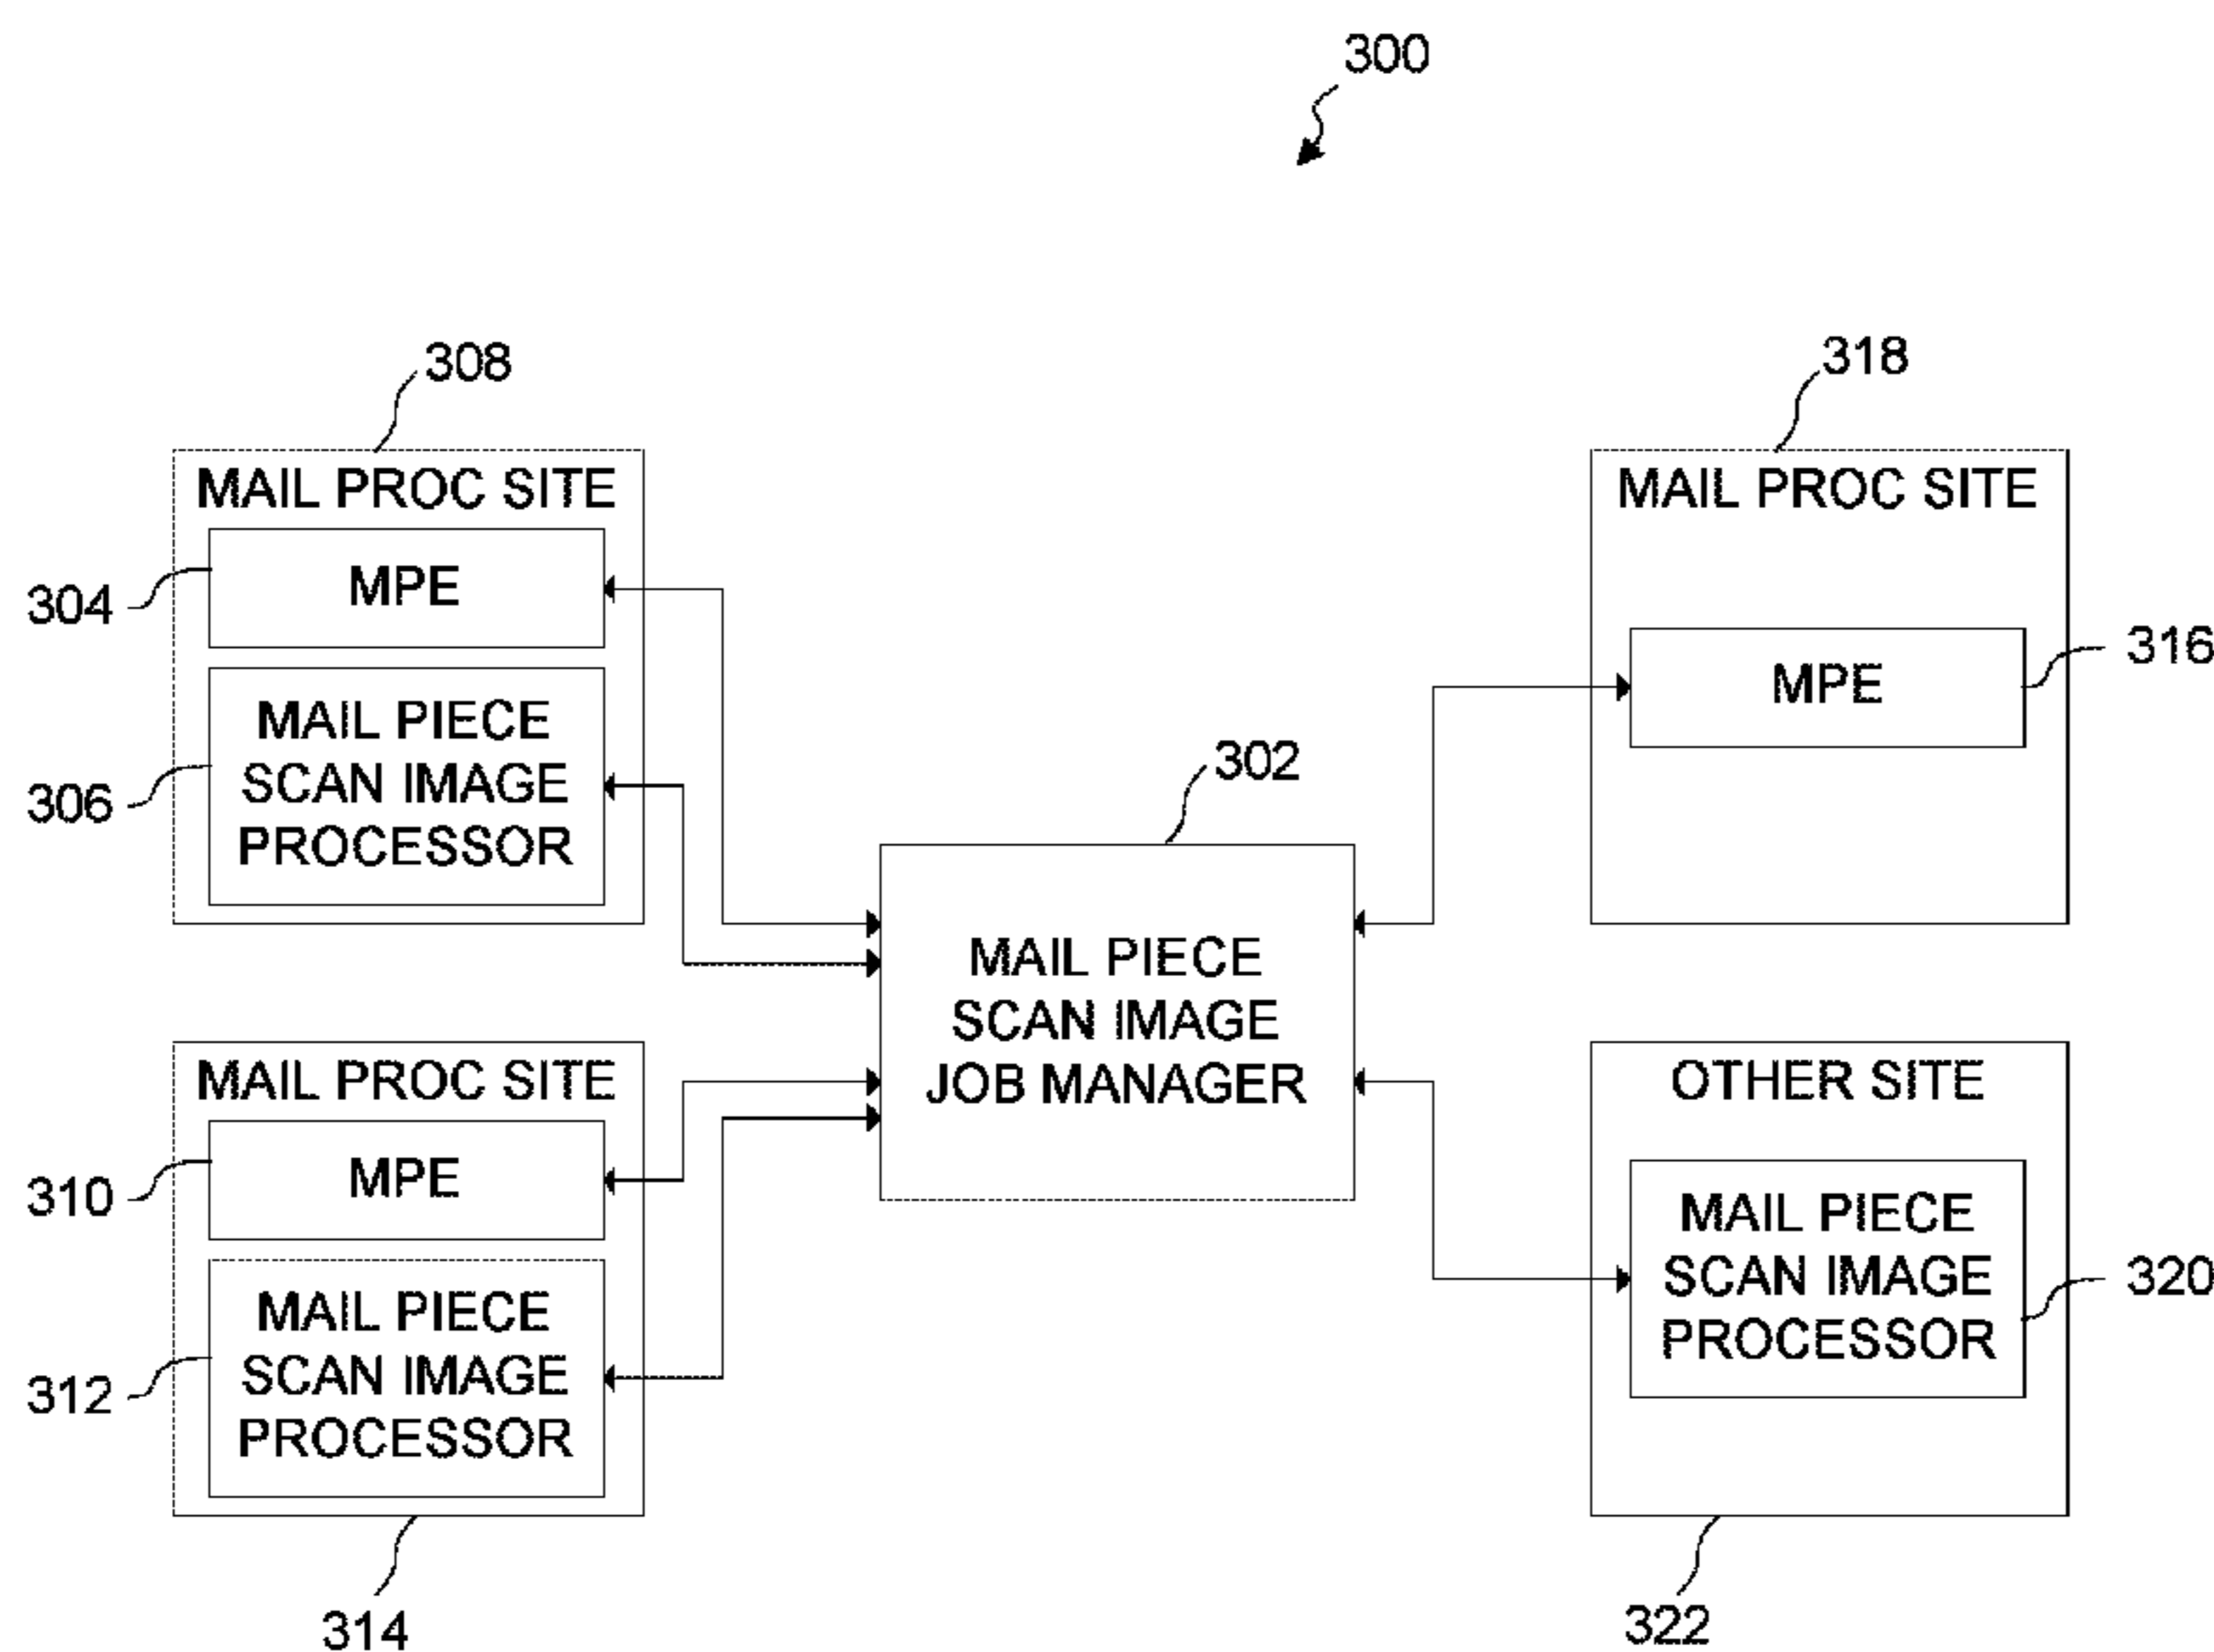 300
308
MAIL PROC SITE
304
MPE
306
MAIL PIECE
SCAN IMAGE
PROCESSOR
MAIL PROC SITE
310
MPE
312
MAIL PIECE
SCAN IMAGE
PROCESSOR
314
302
MAIL PIECE
SCAN IMAGE
JOB MANAGER
318
MAIL PROC SITE
MPE
316
OTHER SITE
MAIL PIECE
SCAN IMAGE
PROCESSOR
320
322